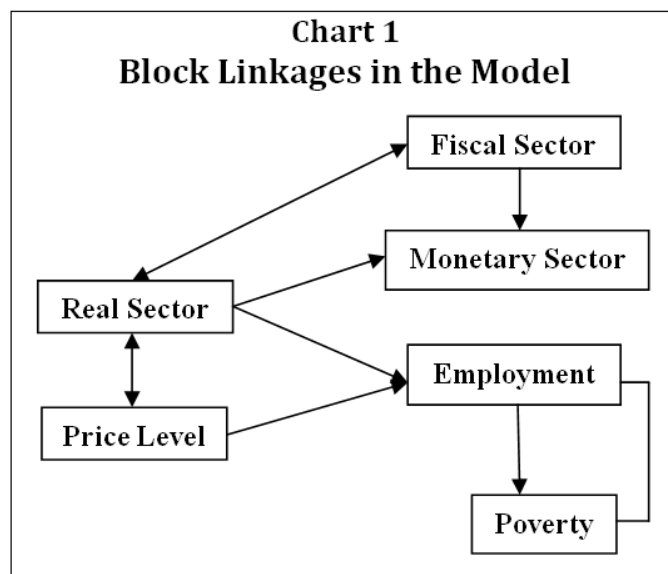 Chart 1
Block Linkages in the Model
Fiscal Sector
Monetary Sector
Real Sector
Employment
Price Level
Poverty